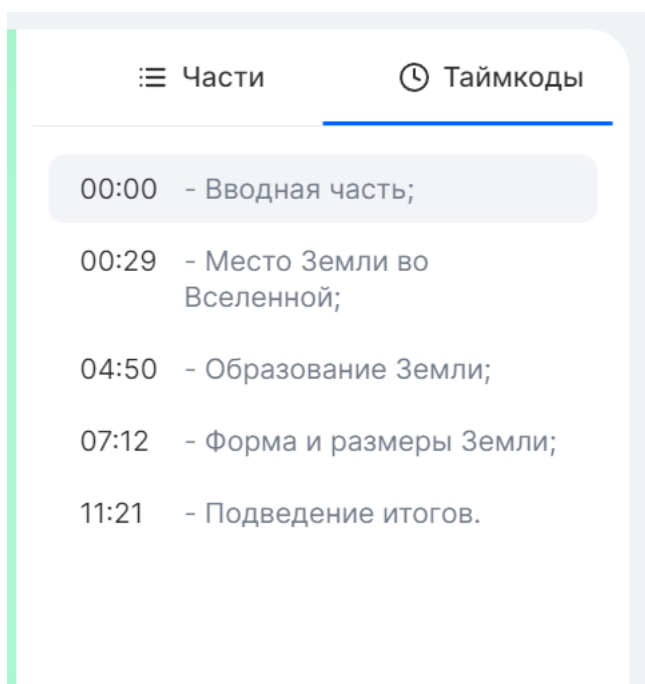 Части Таймкоды
00:00 - Вводная часть;
00:29 - Место Земли во
Вселенной;
04:50 - Образование Земли;
07:12 - Форма и размеры Земли;
11:21 - Подведение итогов.